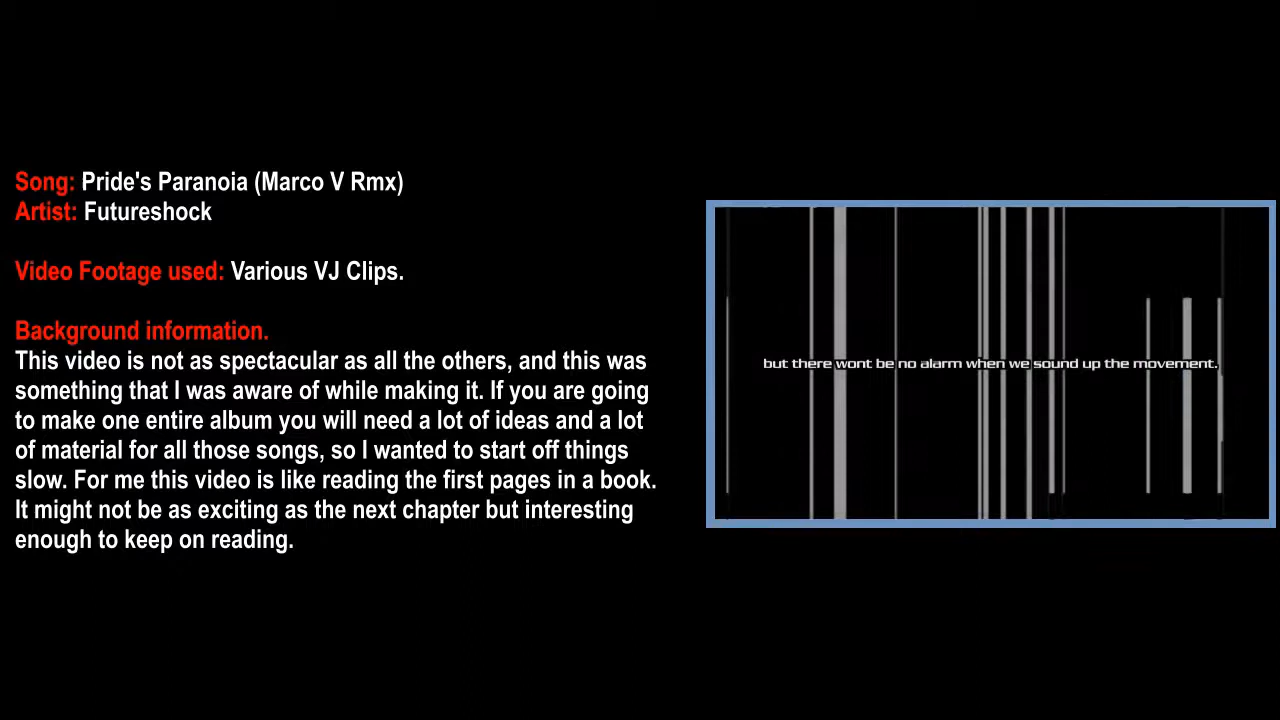 Song: Pride's Paranoia (Marco V Rmx)
Artist: Futureshock
Video Footage used: Various VJ Clips.
Background information.
This video is not as spectacular as all the others, and this was
something that I was aware of while making it. If you are going
to make one entire album you will need a lot of ideas and a lot
of material for all those songs, so I wanted to start off things
slow. For me this video is like reading the first pages in a book.
It might not be as exciting as the next chapter but interesting
enough to keep on reading.
but there wont be no alarm when we sound up the movement.